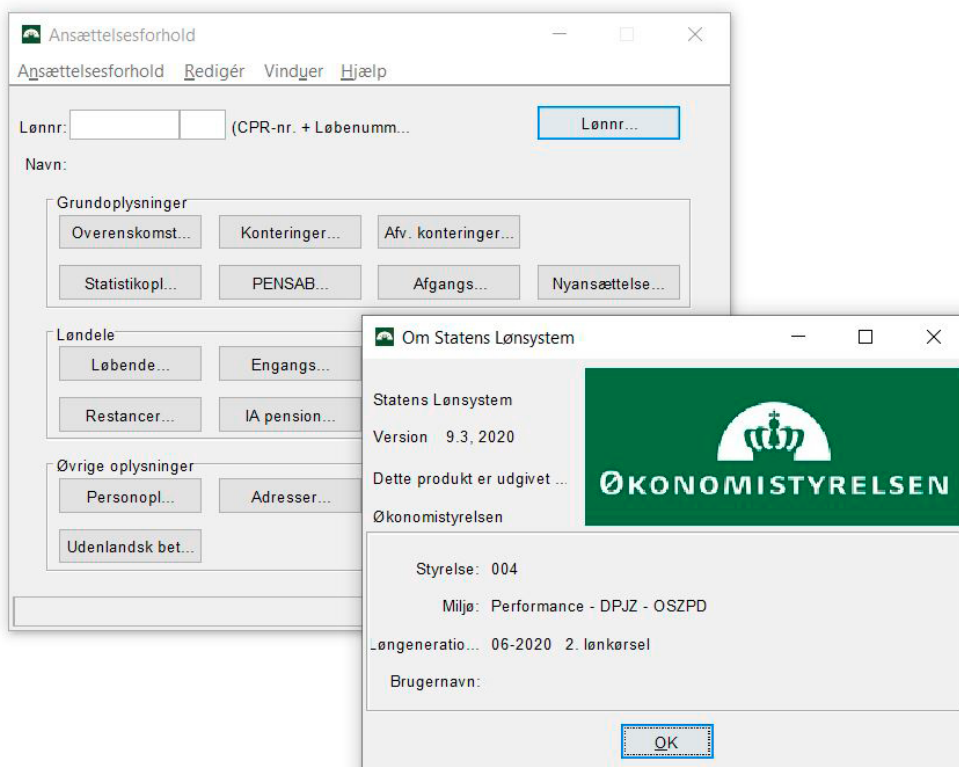 Ansættelsesforhold
Ansættelsesforhold Redigér Vinduer Hjælp
Lønnr: (CPR-nr. + Løbenumm... Lønnr...
Navn:
Grundoplysninger
Overenskomst... Konteringer... Afv. konteringer...
Statistikopl... PENSAB... Afgangs... Nyansættelse...
Løndele
Løbende... Engangs...
Restancer... IA pension...
Øvrige oplysninger
Personopl... Adresser...
Udenlandsk bet...
Om Statens Lønsystem
Statens Lønsystem
Version 9.3, 2020
Dette produkt er udgivet ...
Økonomistyrelsen
ØKONOMISTYRELSEN
Styrelse: 004
Miljø: Performance - DPJZ - OSZPD
Løngeneratio... 06-2020 2. lønkørsel
Brugernavn:
OK